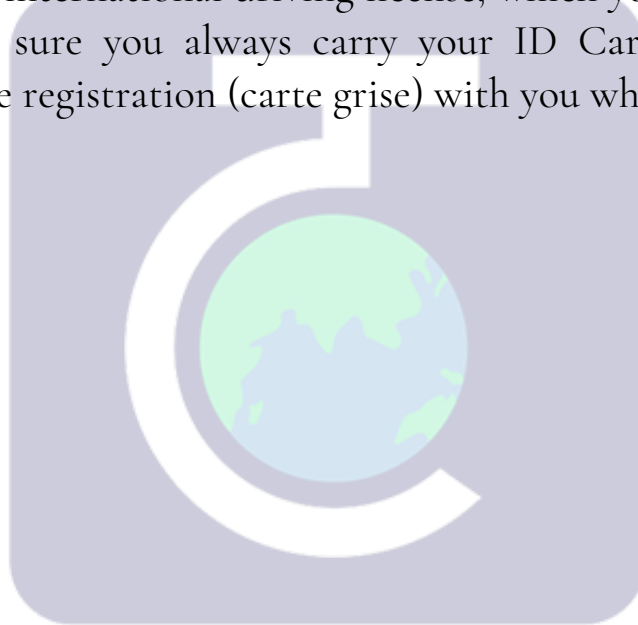 international driving license, which
sure you always carry your ID
registration (carte grise) with you